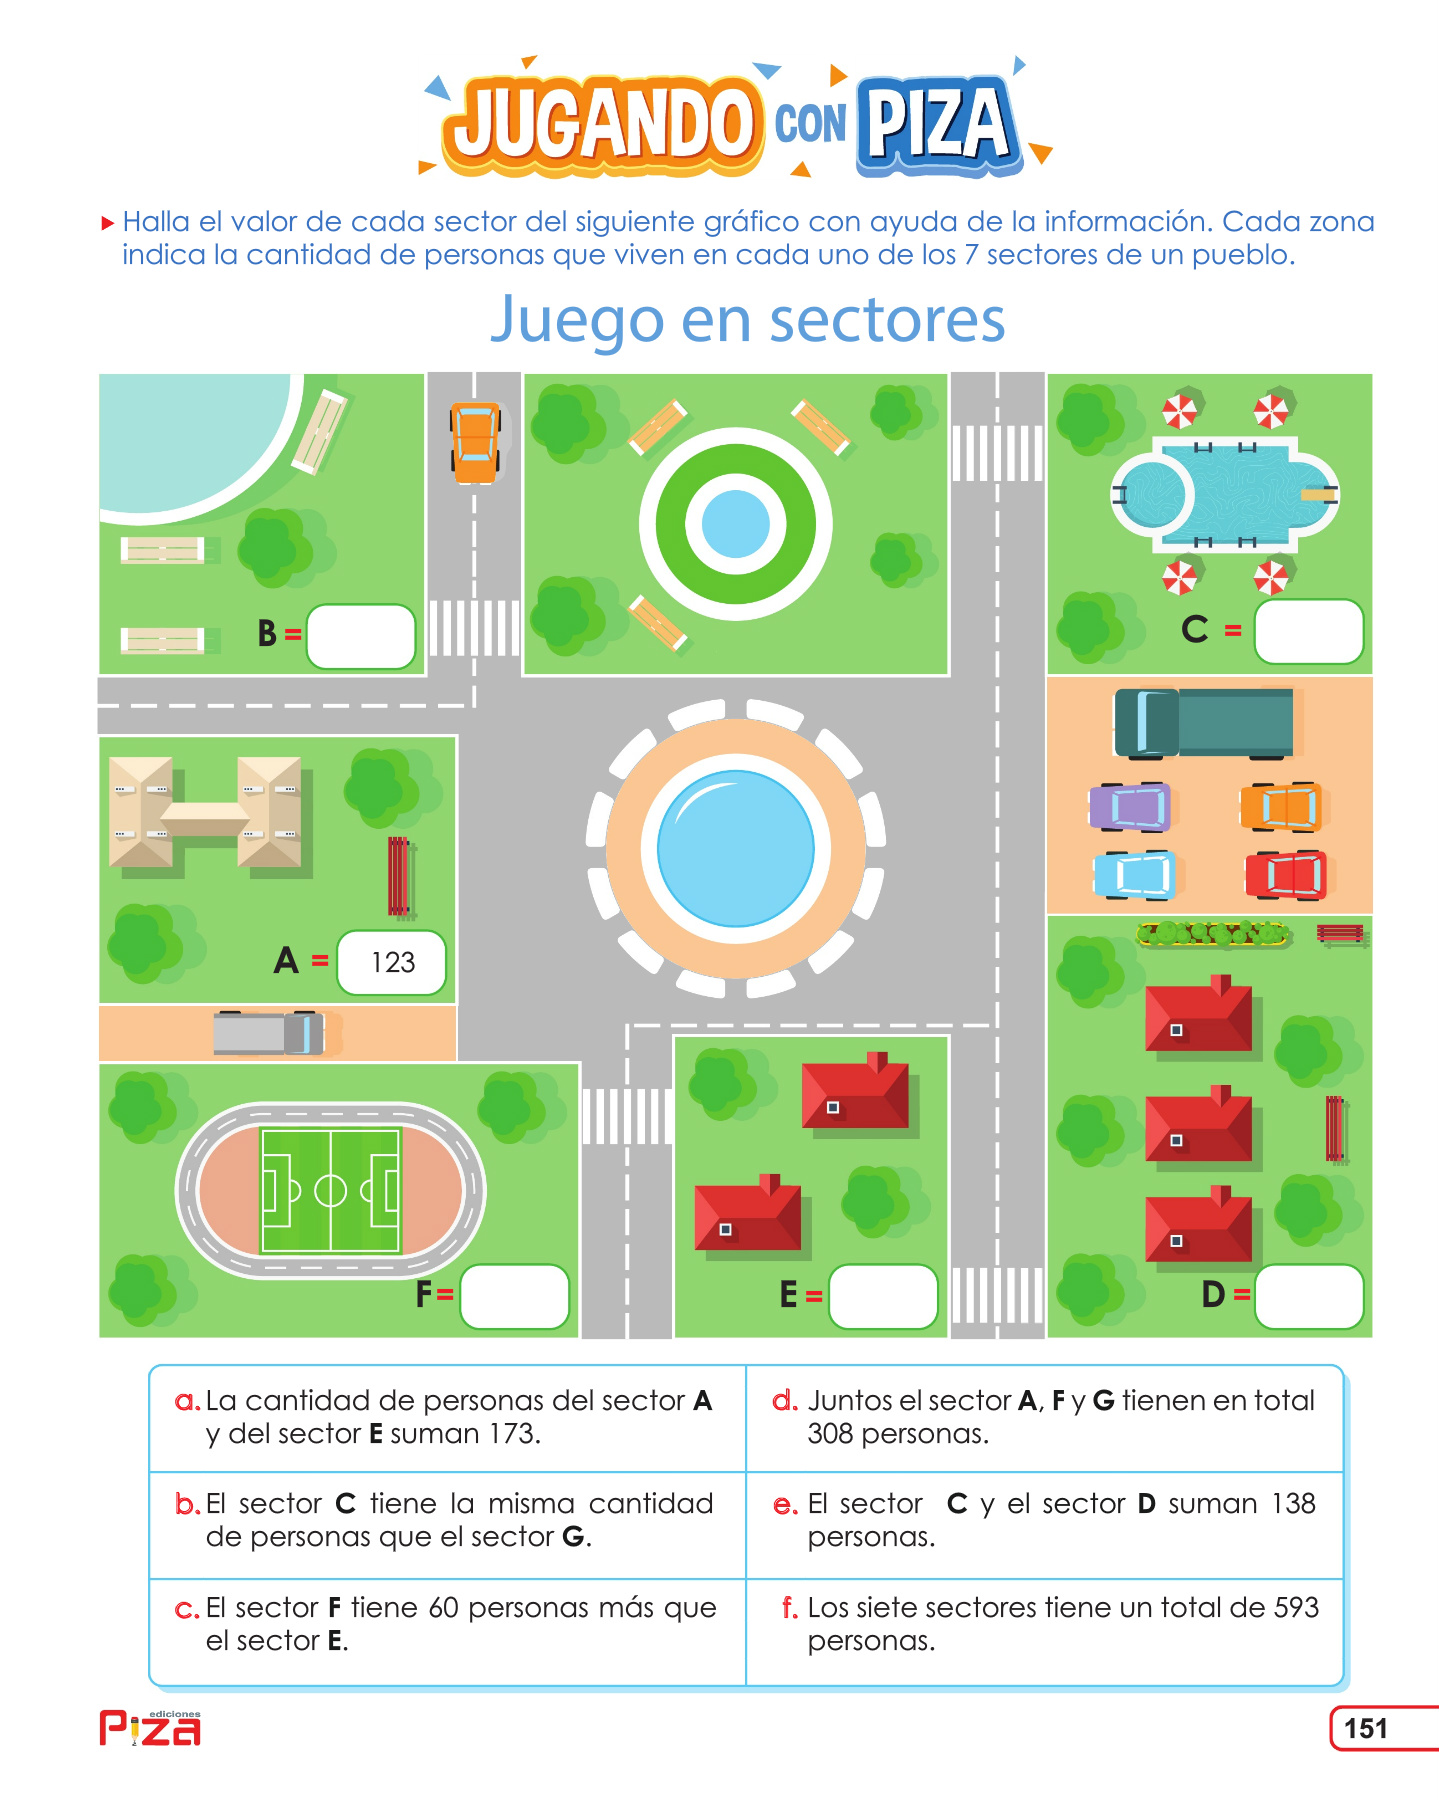 JUGANDO CON PIZA
Halla el valor de cada sector del siguiente gráfico con ayuda de la información. Cada zona
indica la cantidad de personas que viven en cada uno de los 7 sectores de un pueblo.
Juego en sectores
B =
C =
A = 123
F=
E =
D =
a. La cantidad de personas del sector A
y del sector E suman 173.
d. Juntos el sector A, F y G tienen en total
308 personas.
b. El sector C tiene la misma cantidad
de personas que el sector G.
e. El sector C y el sector D suman 138
personas.
c. El sector F tiene 60 personas más que
el sector E.
f. Los siete sectores tiene un total de 593
personas.
ediciones
Piza
151